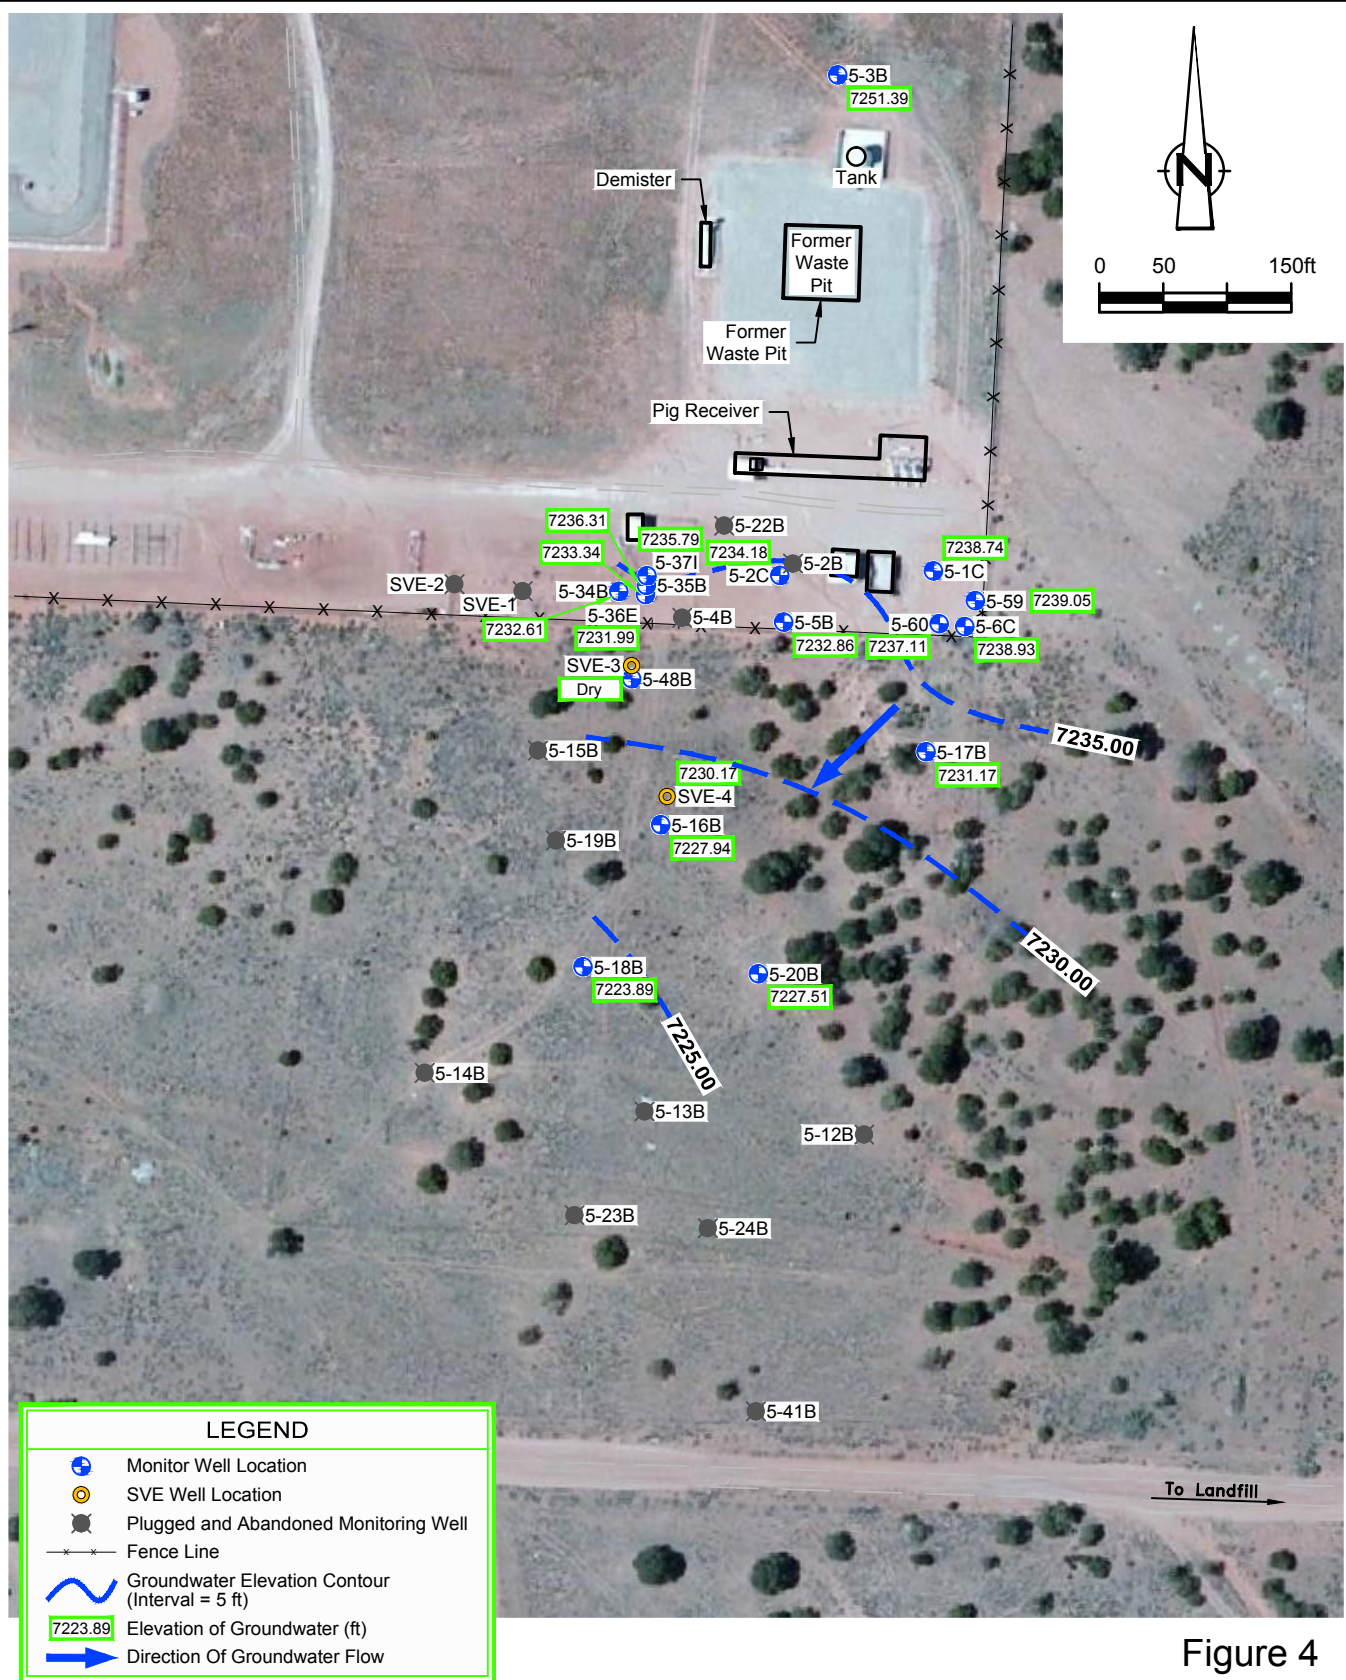 5-3B
7251.39
Tank
Demister
Former
Waste
Pit
Former
Waste Pit
0 50 150ft
N
Pig Receiver
7236.31
7235.79
5-22B
7233.34
7234.18
7238.74
5-37I
5-2B
5-2C
5-1C
SVE-2
SVE-1
5-34B
5-35B
5-59
7239.05
5-36E
5-4B
5-5B
5-60
5-6C
7232.61
7231.99
7232.86
7237.11
7238.93
SVE-3
5-48B
Dry
7235.00
5-15B
5-17B
7230.17
7231.17
SVE-4
5-16B
5-19B
7227.94
7230.00
5-18B
5-20B
7223.89
7227.51
7225.00
5-14B
5-13B
5-12B
5-23B
5-24B
5-41B
To Landfill
LEGEND
Monitor Well Location
SVE Well Location
Plugged and Abandoned Monitoring Well
Fence Line
Groundwater Elevation Contour
(Interval = 5 ft)
7223.89 Elevation of Groundwater (ft)
Direction Of Groundwater Flow
Figure 4